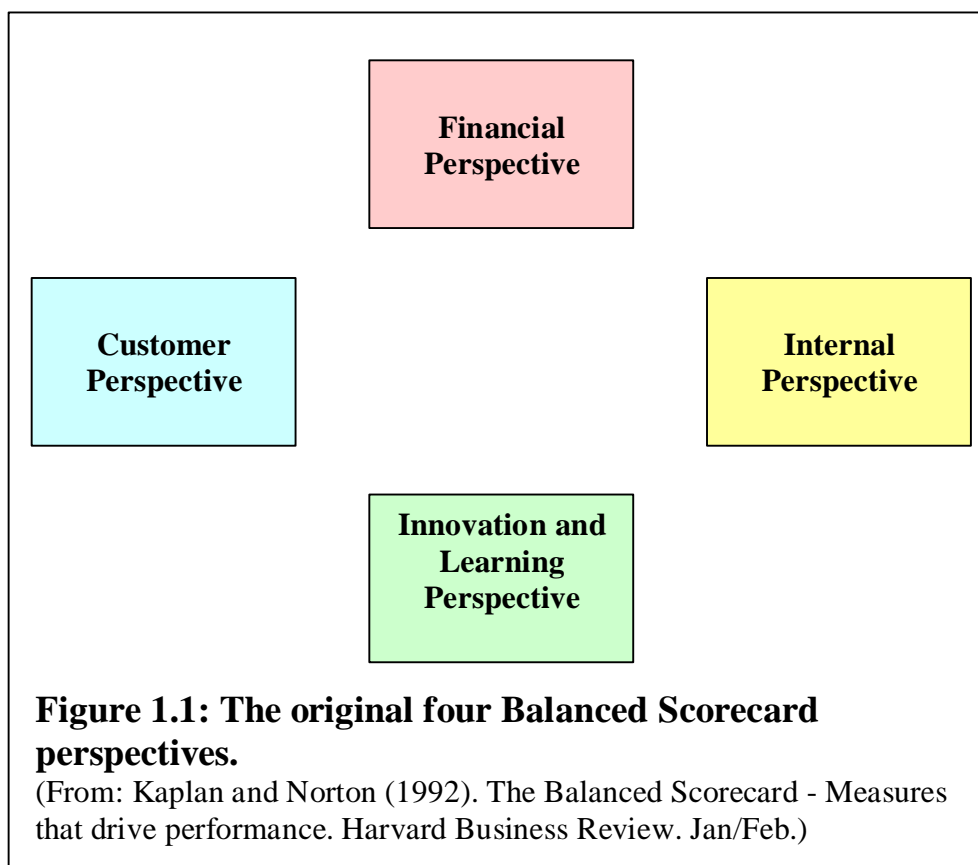 Financial
Perspective
Customer
Perspective
Internal
Perspective
Innovation and
Learning
Perspective
Figure 1.1: The original four Balanced Scorecard
perspectives.
(From: Kaplan and Norton (1992). The Balanced Scorecard - Measures
that drive performance. Harvard Business Review. Jan/Feb.)